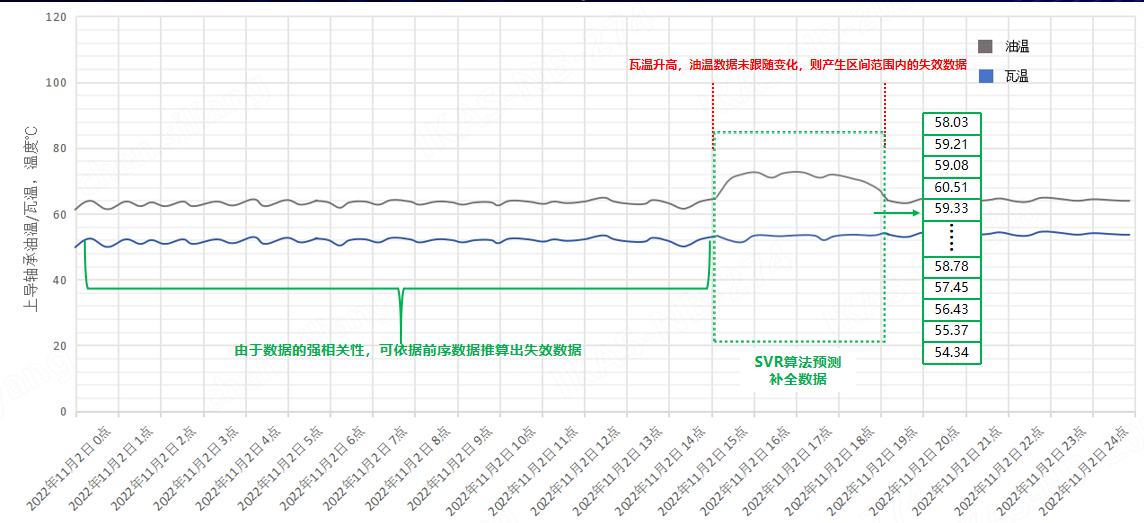 120
100
80
60
40
20
0
上导轴承油温/瓦温，温度℃
油温
瓦温
瓦温升高，油温数据未跟随变化，则产生区间范围内的失效数据
58.03
59.21
59.08
60.51
59.33
58.78
57.45
56.43
55.37
54.34
由于数据的强相关性，可依据前序数据推算出失效数据
SVR算法预测
补全数据
2022年11月2日 0点
2022年11月2日 1点
2022年11月2日 2点
2022年11月2日 3点
2022年11月2日 4点
2022年11月2日 5点
2022年11月2日 6点
2022年11月2日 7点
2022年11月2日 8点
2022年11月2日 9点
2022年11月2日 10点
2022年11月2日 11点
2022年11月2日 12点
2022年11月2日 13点
2022年11月2日 14点
2022年11月2日 15点
2022年11月2日 16点
2022年11月2日 17点
2022年11月2日 18点
2022年11月2日 19点
2022年11月2日 20点
2022年11月2日 21点
2022年11月2日 22点
2022年11月2日 23点
2022年11月2日 24点